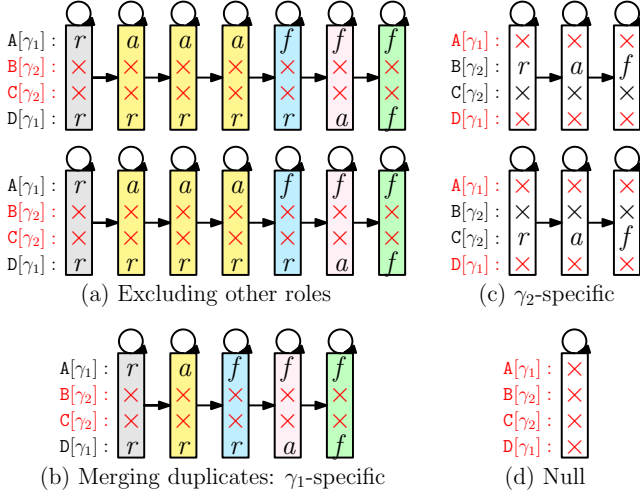 A[γ₁] : r a a a f f f
B[γ₂] : × × × × × × ×
C[γ₂] : × × × × × × ×
D[γ₁] : r r r r r a f
A[γ₁] : r a a a f f f
B[γ₂] : × × × × × × ×
C[γ₂] : × × × × × × ×
D[γ₁] : r r r r r a f
(a) Excluding other roles
A[γ₁] : × × ×
B[γ₂] : r a f
C[γ₂] : × × ×
D[γ₁] : × × ×
A[γ₁] : × × ×
B[γ₂] : × × ×
C[γ₂] : r a f
D[γ₁] : × × ×
(c) γ₂-specific
A[γ₁] : r a f f f
B[γ₂] : × × × × ×
C[γ₂] : × × × × ×
D[γ₁] : r r r a f
(b) Merging duplicates: γ₁-specific
A[γ₁] : ×
B[γ₂] : ×
C[γ₂] : ×
D[γ₁] : ×
(d) Null